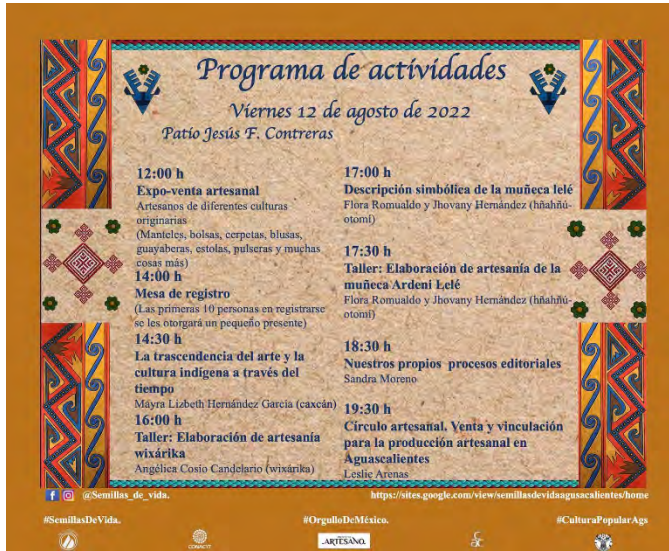 Programa de actividades
Viernes 12 de agosto de 2022
Patio Jesús F. Contreras
12:00 h
Expo-venta artesanal
Artesanos de diferentes culturas
originarias
(Manteles, bolsas, cerpetas, blusas,
guayaberas, estolas, pulseras y muchas
cosas más)
14:00 h
Mesa de registro
(Las primeras 10 personas en registrarse
se les otorgará un pequeño presente)
14:30 h
La trascendencia del arte y la
cultura indígena a través del
tiempo
Mayra Lizbeth Hernández García (caxcán)
16:00 h
Taller: Elaboración de artesanía
wixárika
Angélica Cosío Candelario (wixárika)
17:00 h
Descripción simbólica de la muñeca lelé
Flora Romualdo y Jhovany Hernández (hñahñú-
otomí)
17:30 h
Taller: Elaboración de artesanía de la
muñeca Ardeni Lelé
Flora Romualdo y Jhovany Hernández (hñahñú-
otomí)
18:30 h
Nuestros propios procesos editoriales
Sandra Moreno
19:30 h
Círculo artesanal. Venta y vinculación
para la producción artesanal en
Aguascalientes
Leslie Arenas
@Semillas_de_vida.
https://sites.google.com/view/semillasdevidaagusacalientes/home
#SemillasDeVida.
#OrgulloDeMéxico.
#CulturaPopularAgs
CONACYT
ARTESANO.